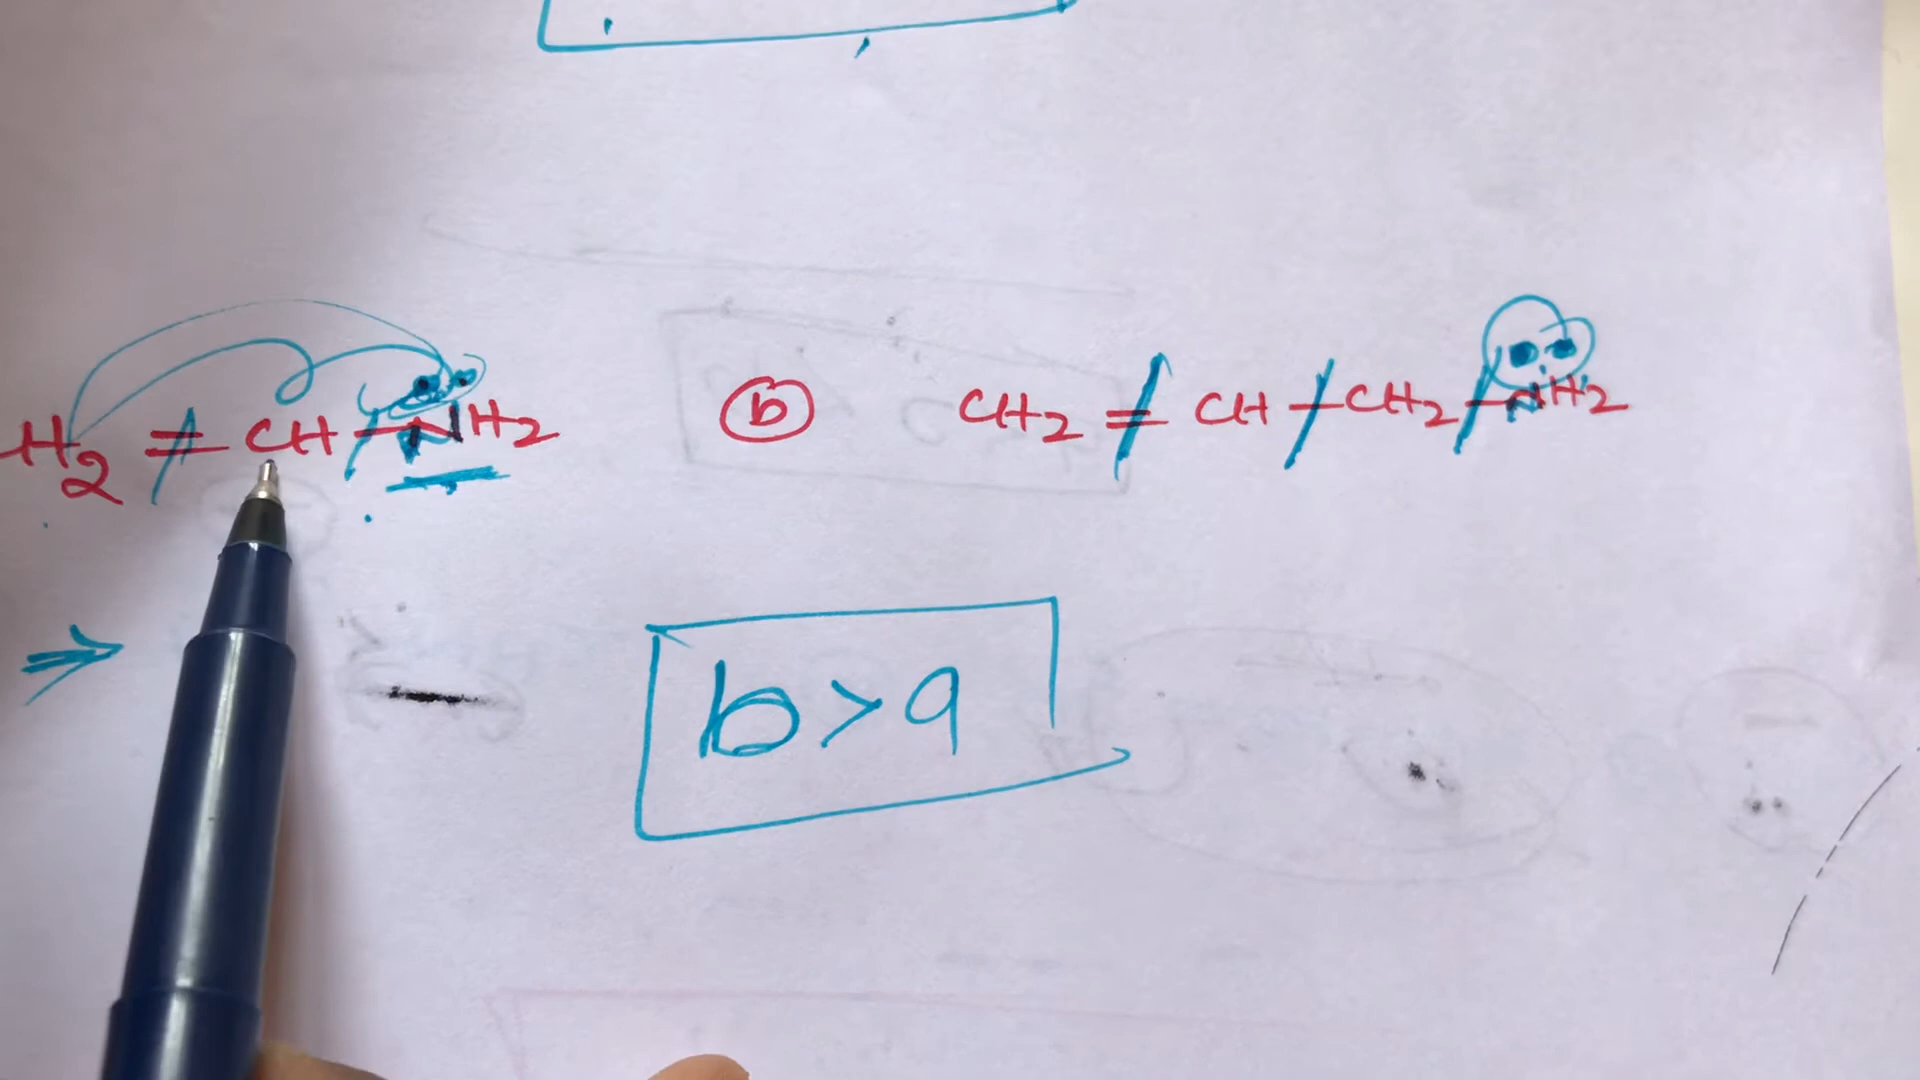 H2 = CH - NH2 (b) CH2 = CH - CH2 - NH2
⇒ b > a